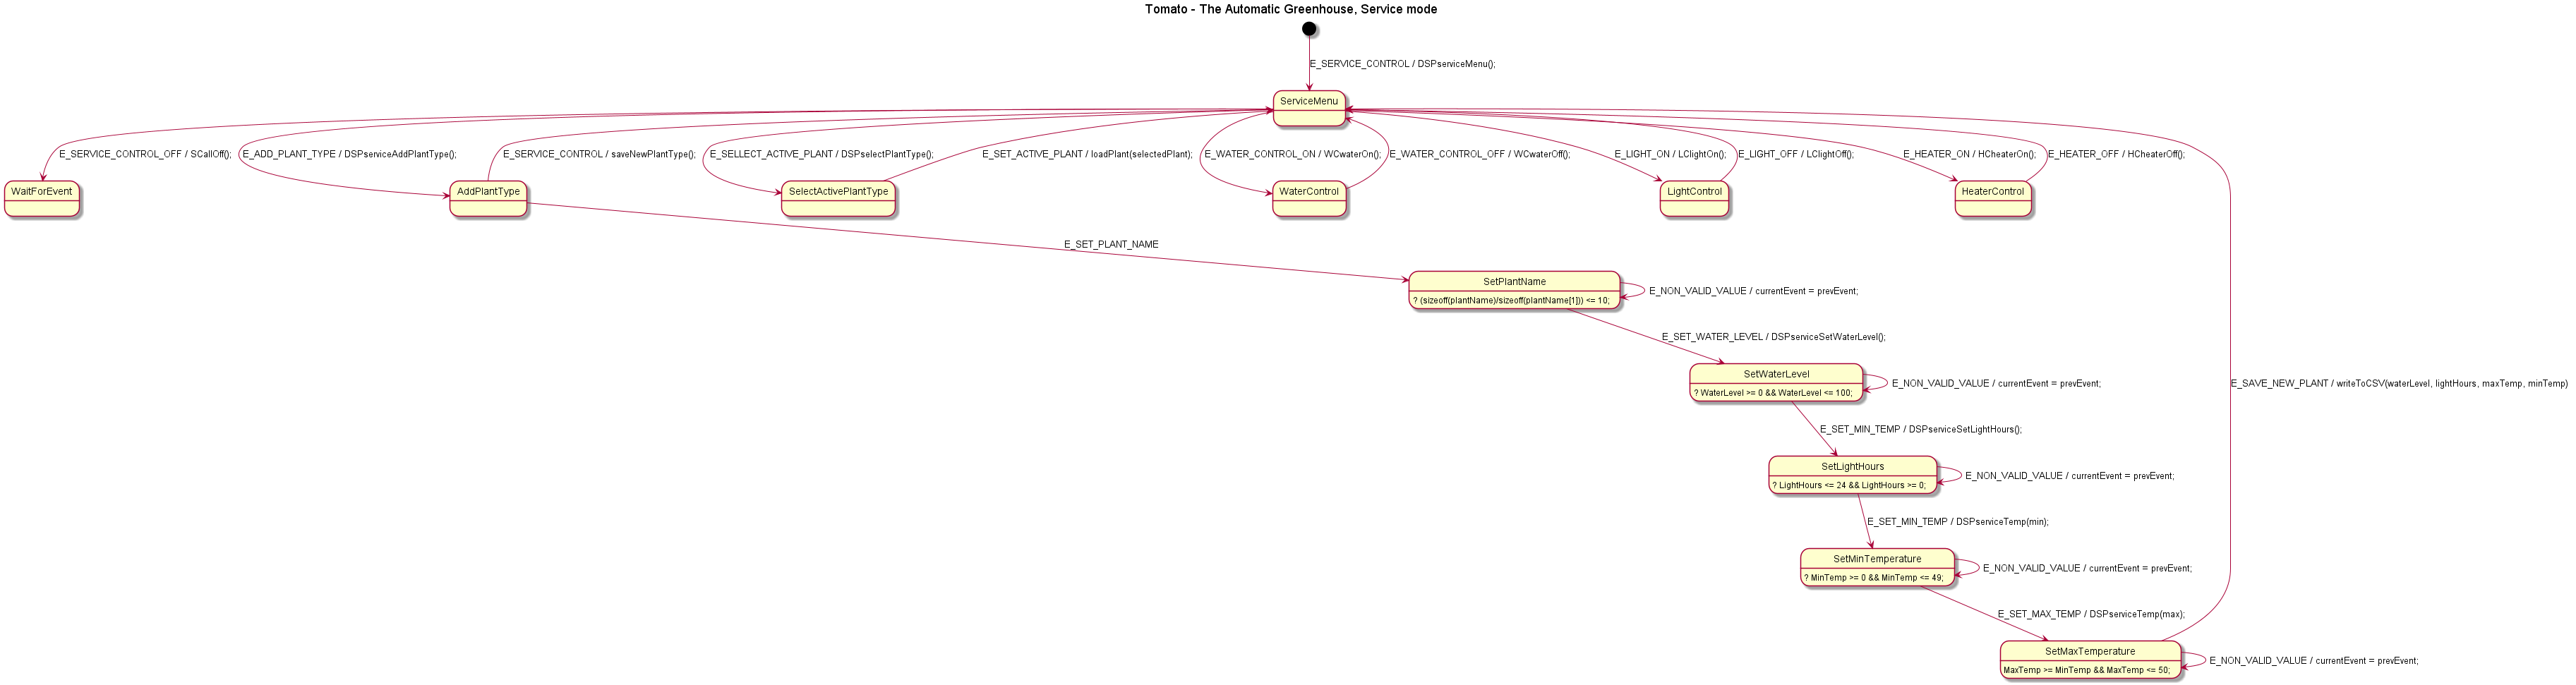 Tomato - The Automatic Greenhouse, Service mode
E_SERVICE_CONTROL / DSPserviceMenu();
ServiceMenu
E_SERVICE_CONTROL_OFF / SCallOff();
E_ADD_PLANT_TYPE / DSPserviceAddPlantType();
E_SERVICE_CONTROL / saveNewPlantType();
E_SELLECT_ACTIVE_PLANT / DSPselectPlantType();
E_SET_ACTIVE_PLANT / loadPlant(selectedPlant);
E_WATER_CONTROL_ON / WCwaterOn();
E_WATER_CONTROL_OFF / WCwaterOff();
E_LIGHT_ON / LClightOn();
E_LIGHT_OFF / LClightOff();
E_HEATER_ON / HCheaterOn();
E_HEATER_OFF / HCheaterOff();
WaitForEvent
AddPlantType
SelectActivePlantType
WaterControl
LightControl
HeaterControl
E_SET_PLANT_NAME
SetPlantName
? (sizeoff(plantName)/sizeoff(plantName[1])) <= 10;
E_NON_VALID_VALUE / currentEvent = prevEvent;
E_SET_WATER_LEVEL / DSPserviceSetWaterLevel();
SetWaterLevel
? WaterLevel >= 0 && WaterLevel <= 100;
E_NON_VALID_VALUE / currentEvent = prevEvent;
E_SAVE_NEW_PLANT / writeToCSV(waterLevel, lightHours, maxTemp, minTemp)
E_SET_MIN_TEMP / DSPserviceSetLightHours();
SetLightHours
? LightHours <= 24 && LightHours >= 0;
E_NON_VALID_VALUE / currentEvent = prevEvent;
E_SET_MIN_TEMP / DSPserviceTemp(min);
SetMinTemperature
? MinTemp >= 0 && MinTemp <= 49;
E_NON_VALID_VALUE / currentEvent = prevEvent;
E_SET_MAX_TEMP / DSPserviceTemp(max);
SetMaxTemperature
MaxTemp >= MinTemp && MaxTemp <= 50;
E_NON_VALID_VALUE / currentEvent = prevEvent;